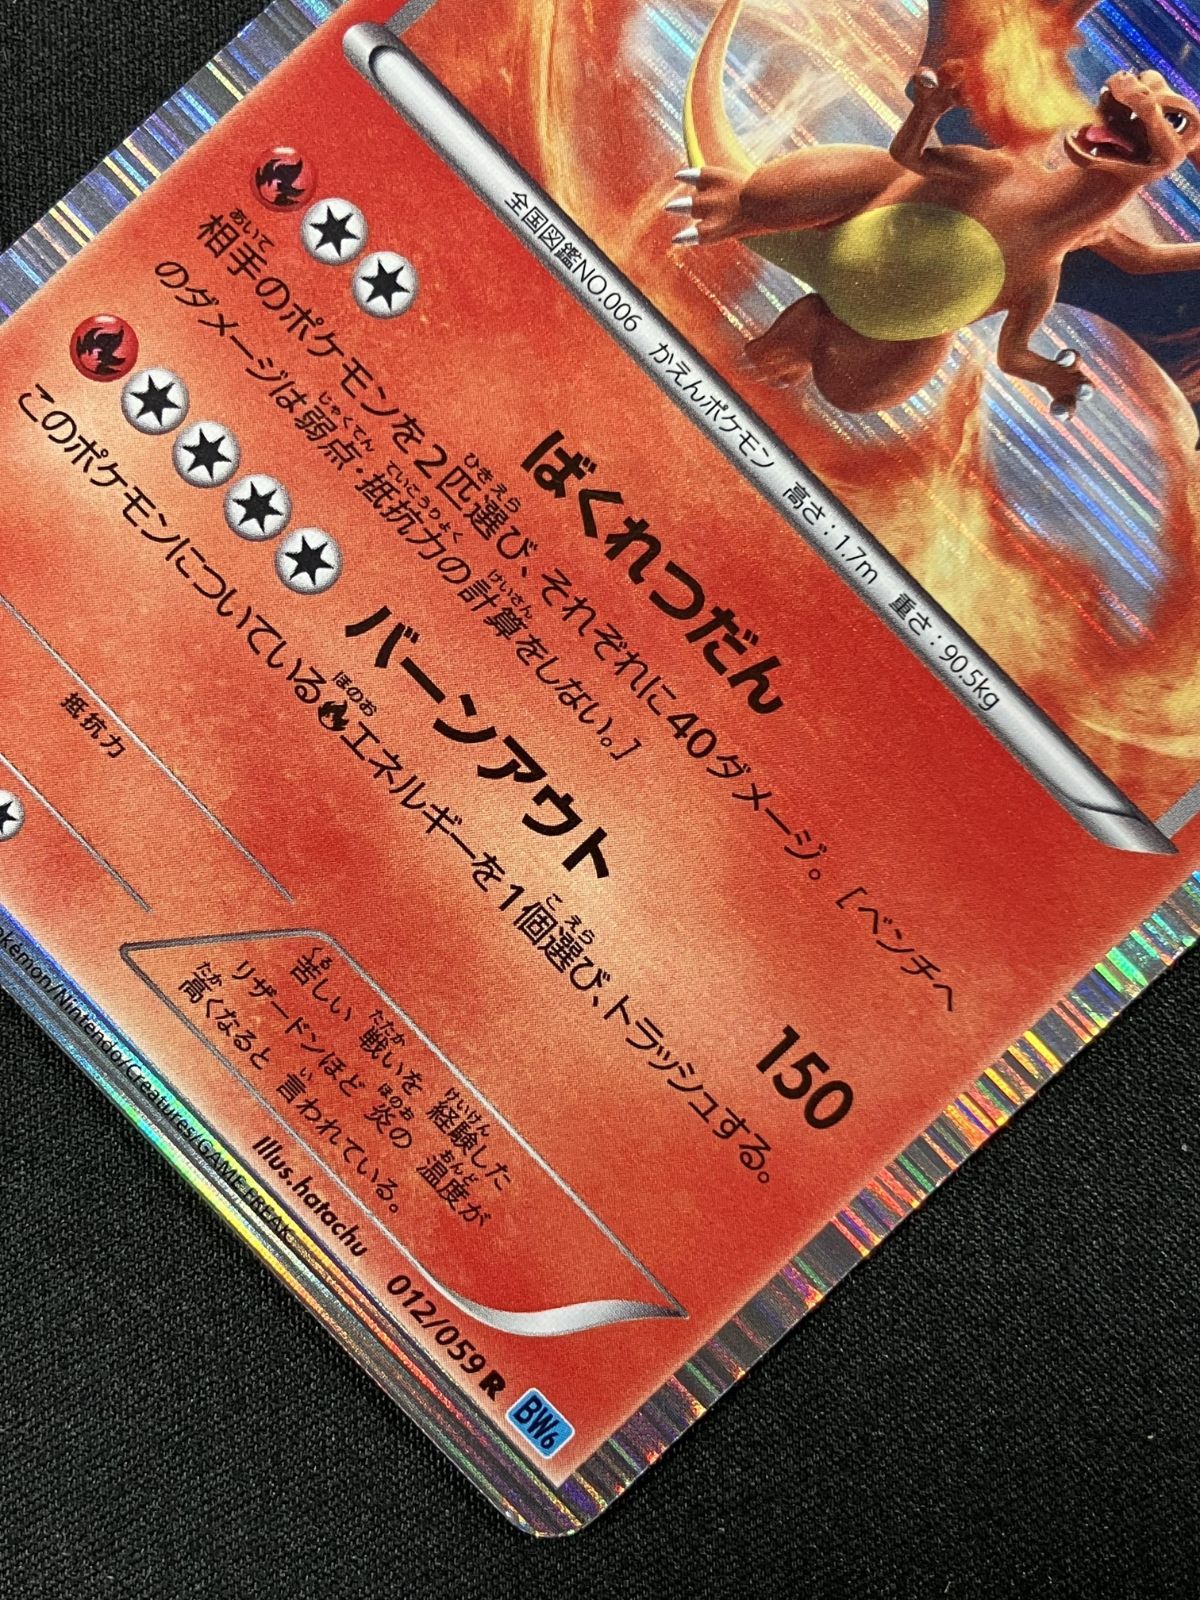 全国図鑑NO.006 かえんポケモン 高さ:1.7m 重さ:90.5kg
ばくれつだん
相手のポケモンを2匹選び、それぞれに40ダメージ。[ベンチへ
のダメージは弱点・抵抗力の計算をしない。]
バーンアウト 150
このポケモンについているエネルギーを1個選び、トラッシュする。
抵抗力
苦しい 戦いを 経験した
リザードンほど 炎の 温度が
高くなると 言われている。
Illus.hatachu
Pokémon/Nintendo/Creatures/GAME FREAK
012/059 R BW6